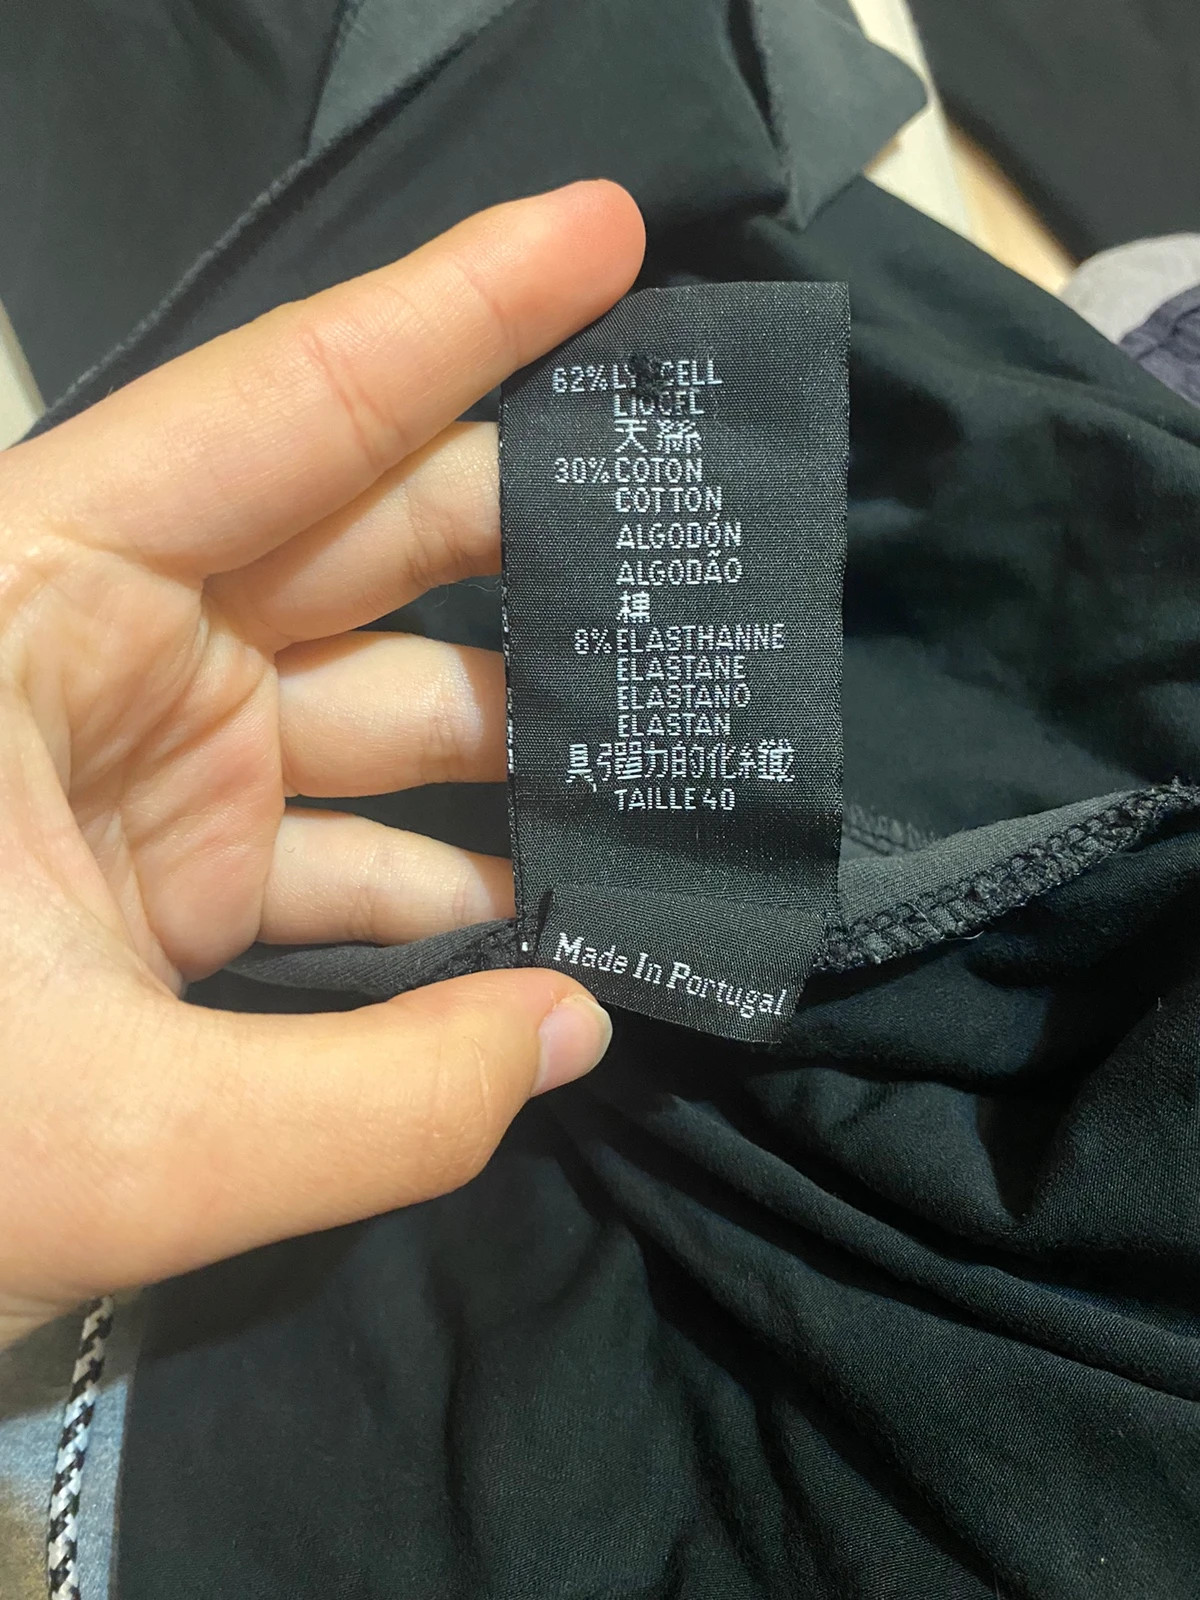 62% LYOCELL
LIOCEL
天絲
30% COTON
COTTON
ALGODÓN
ALGODÃO
棉
8% ELASTHANNE
ELASTANE
ELASTANO
ELASTAN
具彈力的化纖
TAILLE 40
Made In Portugal